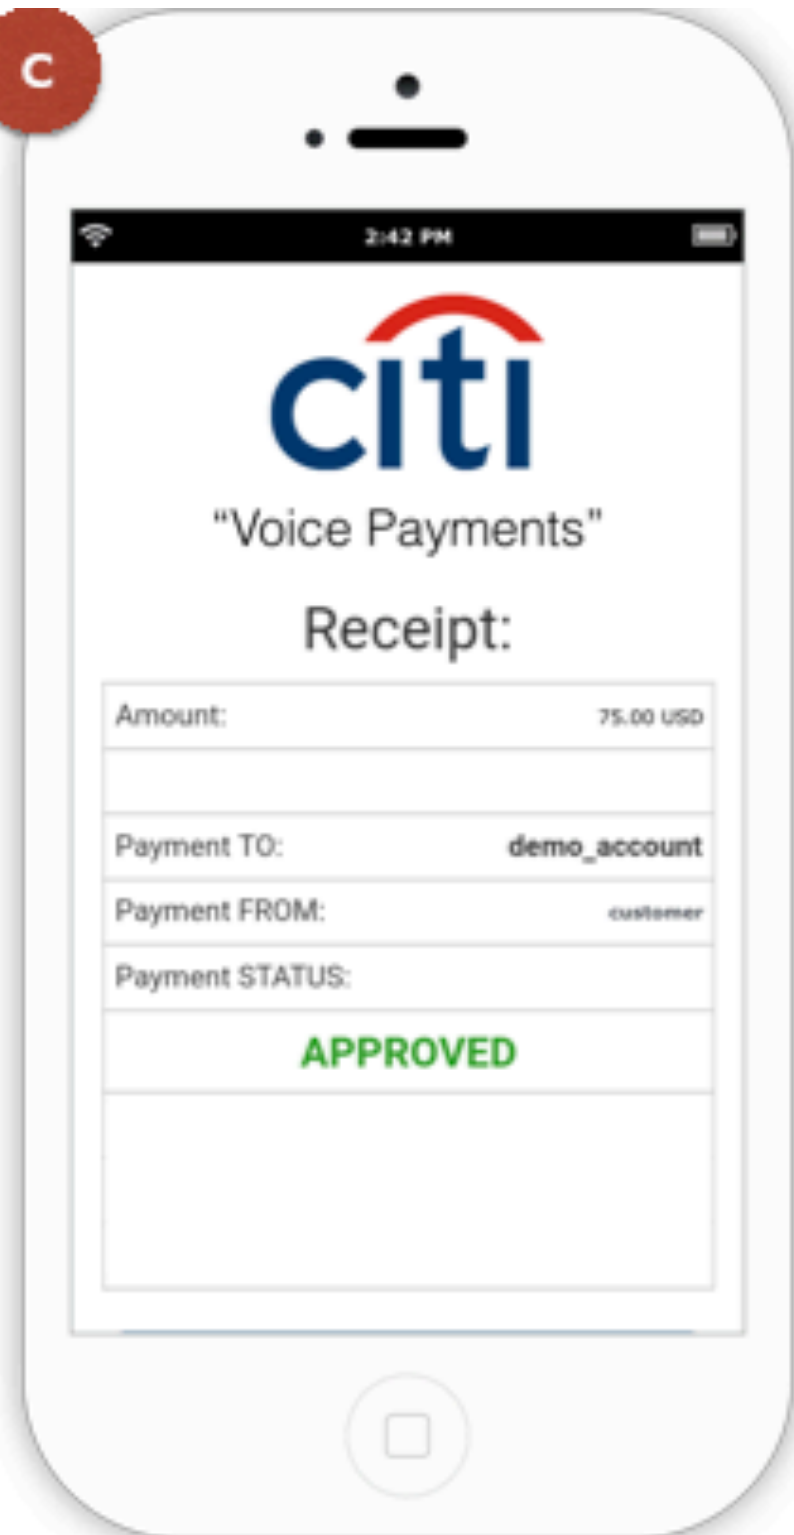 C
2:42 PM
citi
“Voice Payments”
Receipt:
Amount: 75.00 USD
Payment TO: demo_account
Payment FROM: customer
Payment STATUS:
APPROVED